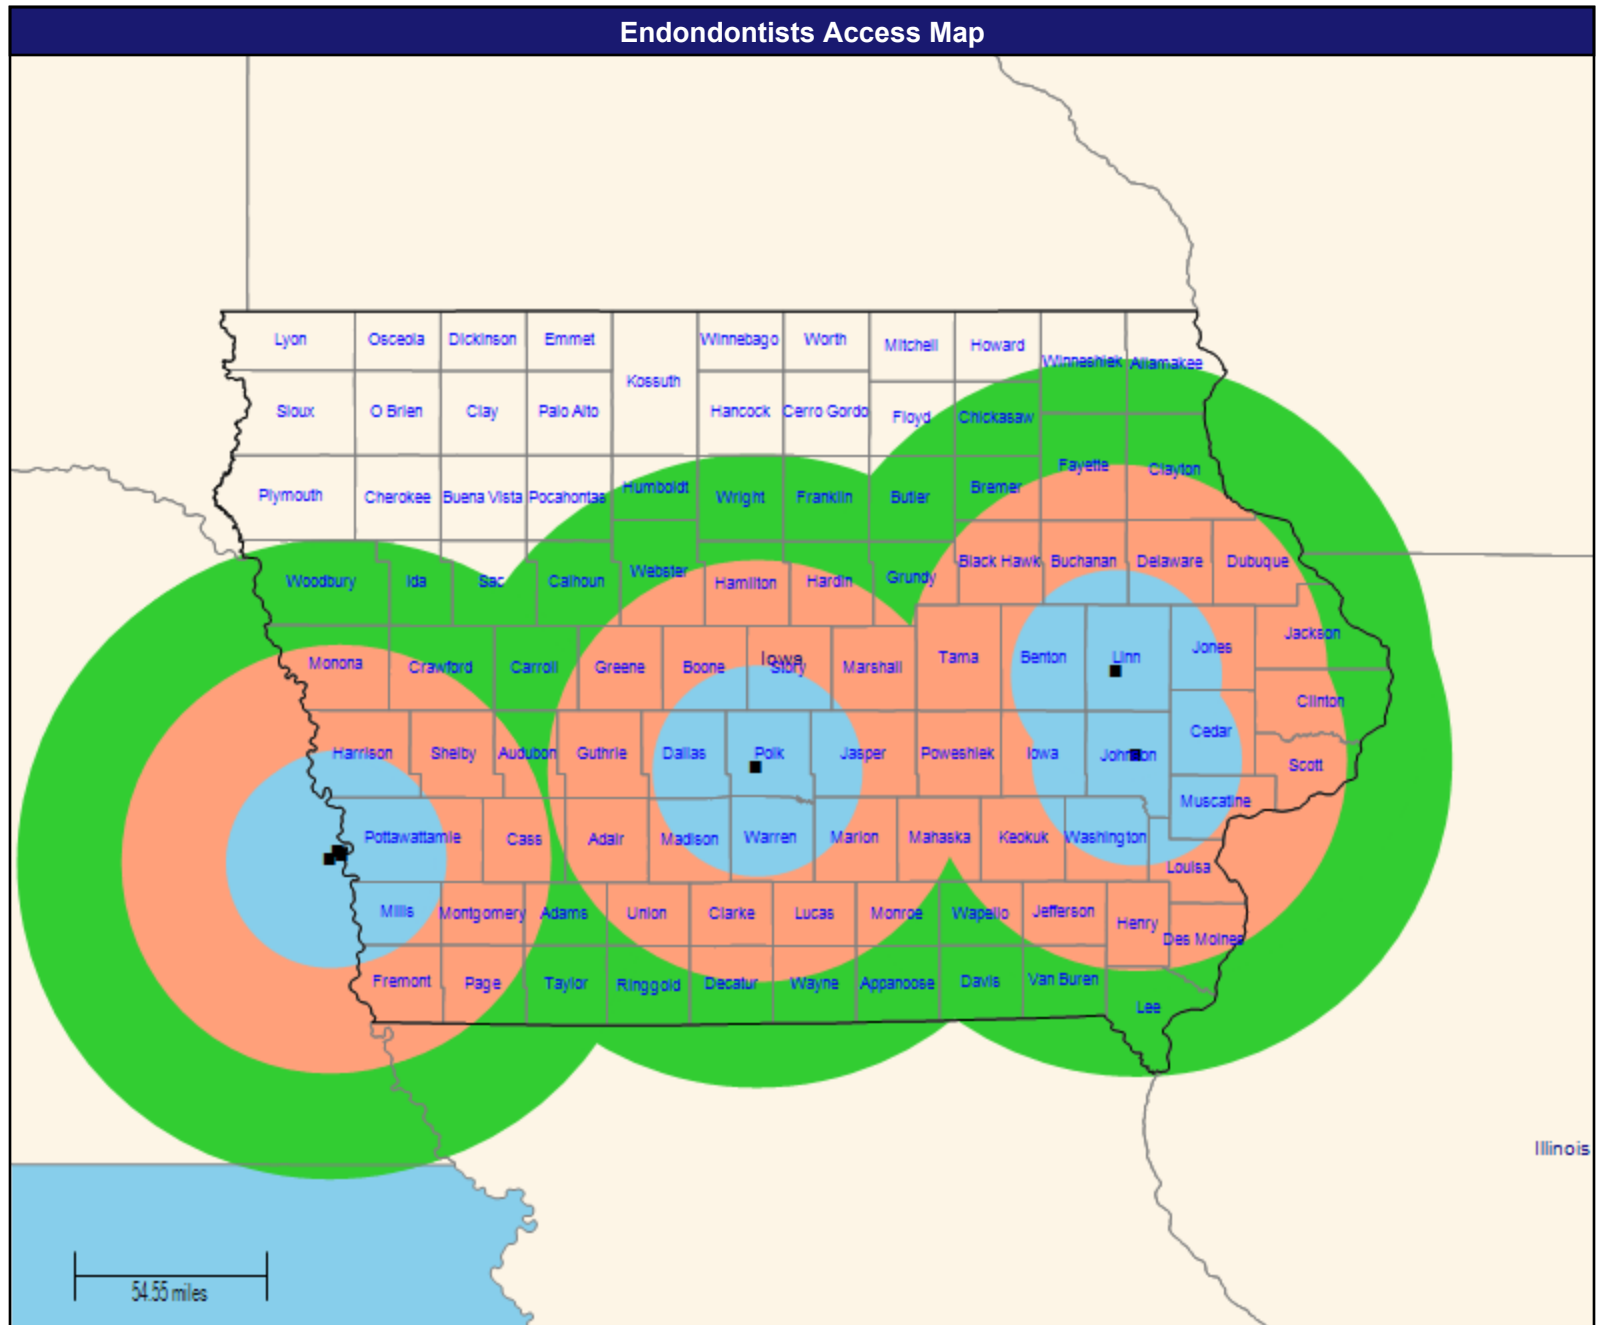 Endondontists Access Map
Lyon
Osceola
Dickinson
Emmet
Kossuth
Winnebago
Worth
Mitchell
Howard
Winneshiek
Allamakee
Sioux
O Brien
Clay
Palo Alto
Hancock
Cerro Gordo
Floyd
Chickasaw
Plymouth
Cherokee
Buena Vista
Pocahontas
Humboldt
Wright
Franklin
Butler
Bremer
Fayette
Clayton
Woodbury
Ida
Sac
Calhoun
Webster
Hamilton
Hardin
Grundy
Black Hawk
Buchanan
Delaware
Dubuque
Monona
Crawford
Carroll
Greene
Boone
Iowa
Story
Marshall
Tama
Benton
Linn
Jones
Jackson
Harrison
Shelby
Audubon
Guthrie
Dallas
Polk
Jasper
Poweshiek
Iowa
Johnson
Cedar
Clinton
Scott
Muscatine
Pottawattamie
Cass
Adair
Madison
Warren
Marion
Mahaska
Keokuk
Washington
Louisa
Mills
Montgomery
Adams
Union
Clarke
Lucas
Monroe
Wapello
Jefferson
Henry
Des Moines
Fremont
Page
Taylor
Ringgold
Decatur
Wayne
Appanoose
Davis
Van Buren
Lee
Illinois
54.55 miles